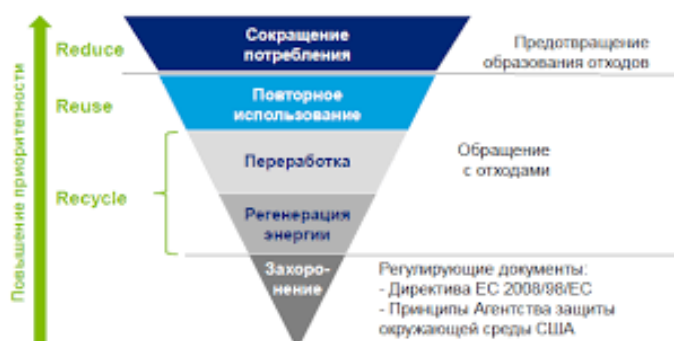 Повышение приоритетности
Reduce
Сокращение
потребления
Предотвращение
образования отходов
Reuse
Повторное
использование
Recycle
Переработка
Обращение
с отходами
Регенерация
энергии
Захоро-
нение
Регулирующие документы:
- Директива ЕС 2008/98/ЕС
- Принципы Агентства защиты
окружающей среды США